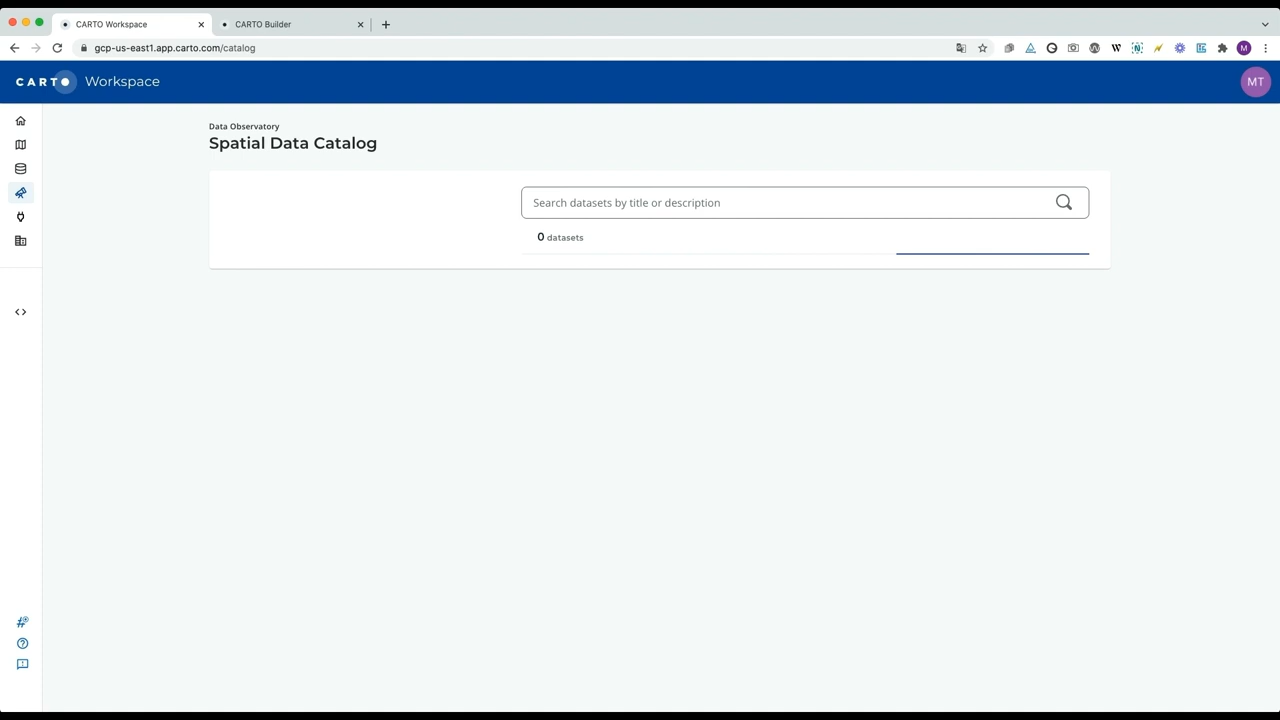 CARTO Workspace
CARTO Builder
gcp-us-east1.app.carto.com/catalog
CARTO Workspace
MT
Data Observatory
Spatial Data Catalog
Search datasets by title or description
0 datasets